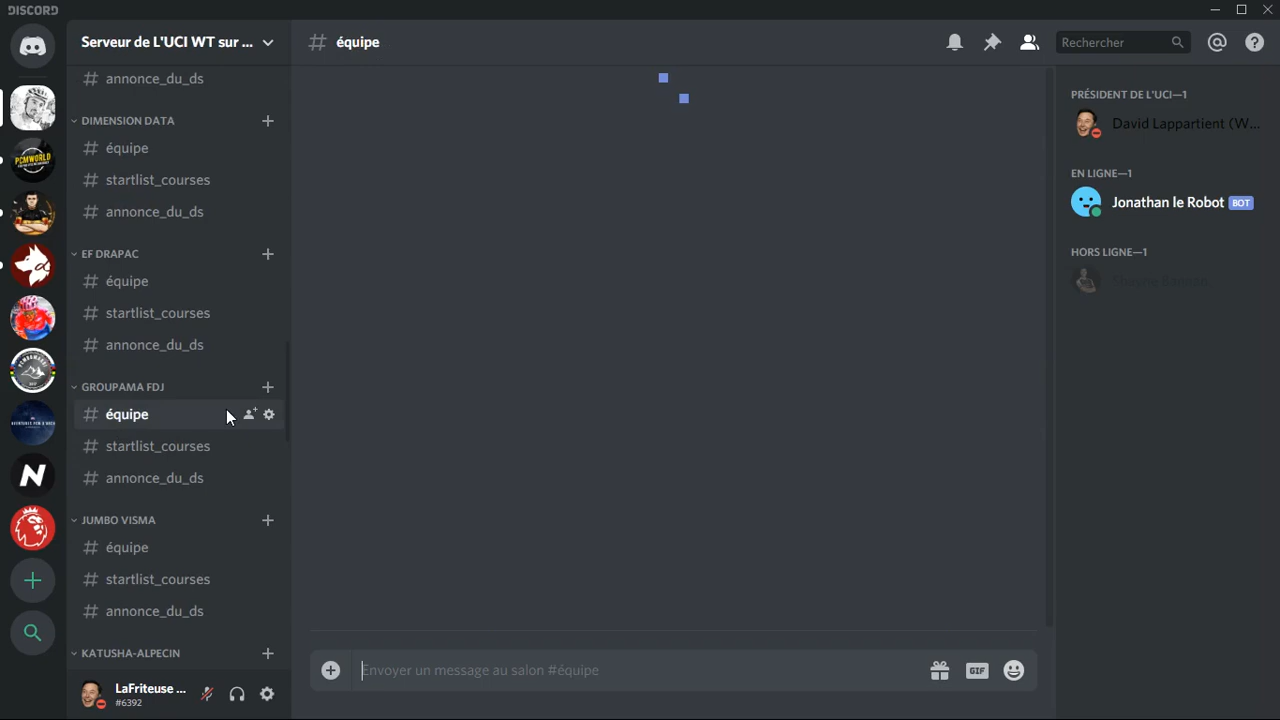 DISCORD
Serveur de L'UCI WT sur ...
équipe
Rechercher
annonce_du_ds
DIMENSION DATA
équipe
startlist_courses
annonce_du_ds
EF DRAPAC
équipe
startlist_courses
annonce_du_ds
GROUPAMA FDJ
équipe
startlist_courses
annonce_du_ds
JUMBO VISMA
équipe
startlist_courses
annonce_du_ds
KATUSHA-ALPECIN
LaFriteuse ...
#6392
Envoyer un message au salon #équipe
GIF
PRÉSIDENT DE L'UCI—1
David Lappartient (W...
EN LIGNE—1
Jonathan le Robot BOT
HORS LIGNE—1
PCMWORLD
N